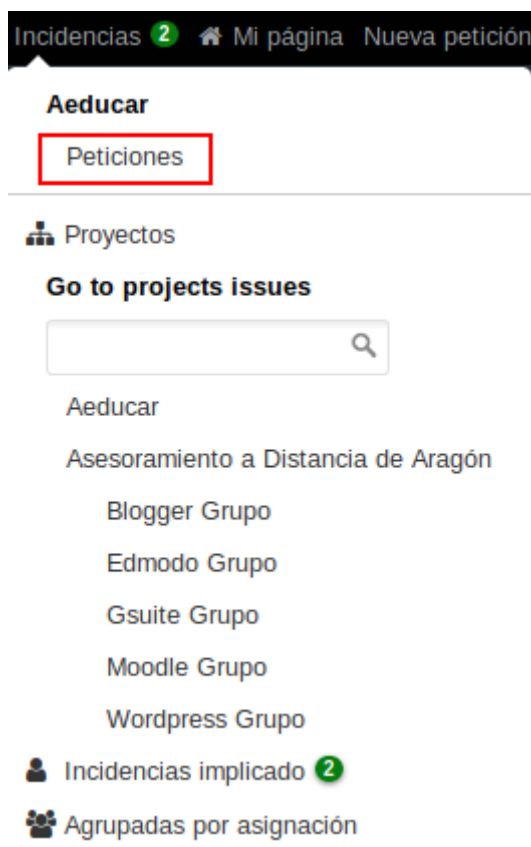 Incidencias 2 Mi página Nueva petición
Aeducar
Peticiones
Proyectos
Go to projects issues
Aeducar
Asesoramiento a Distancia de Aragón
Blogger Grupo
Edmodo Grupo
Gsuite Grupo
Moodle Grupo
Wordpress Grupo
Incidencias implicado 2
Agrupadas por asignación